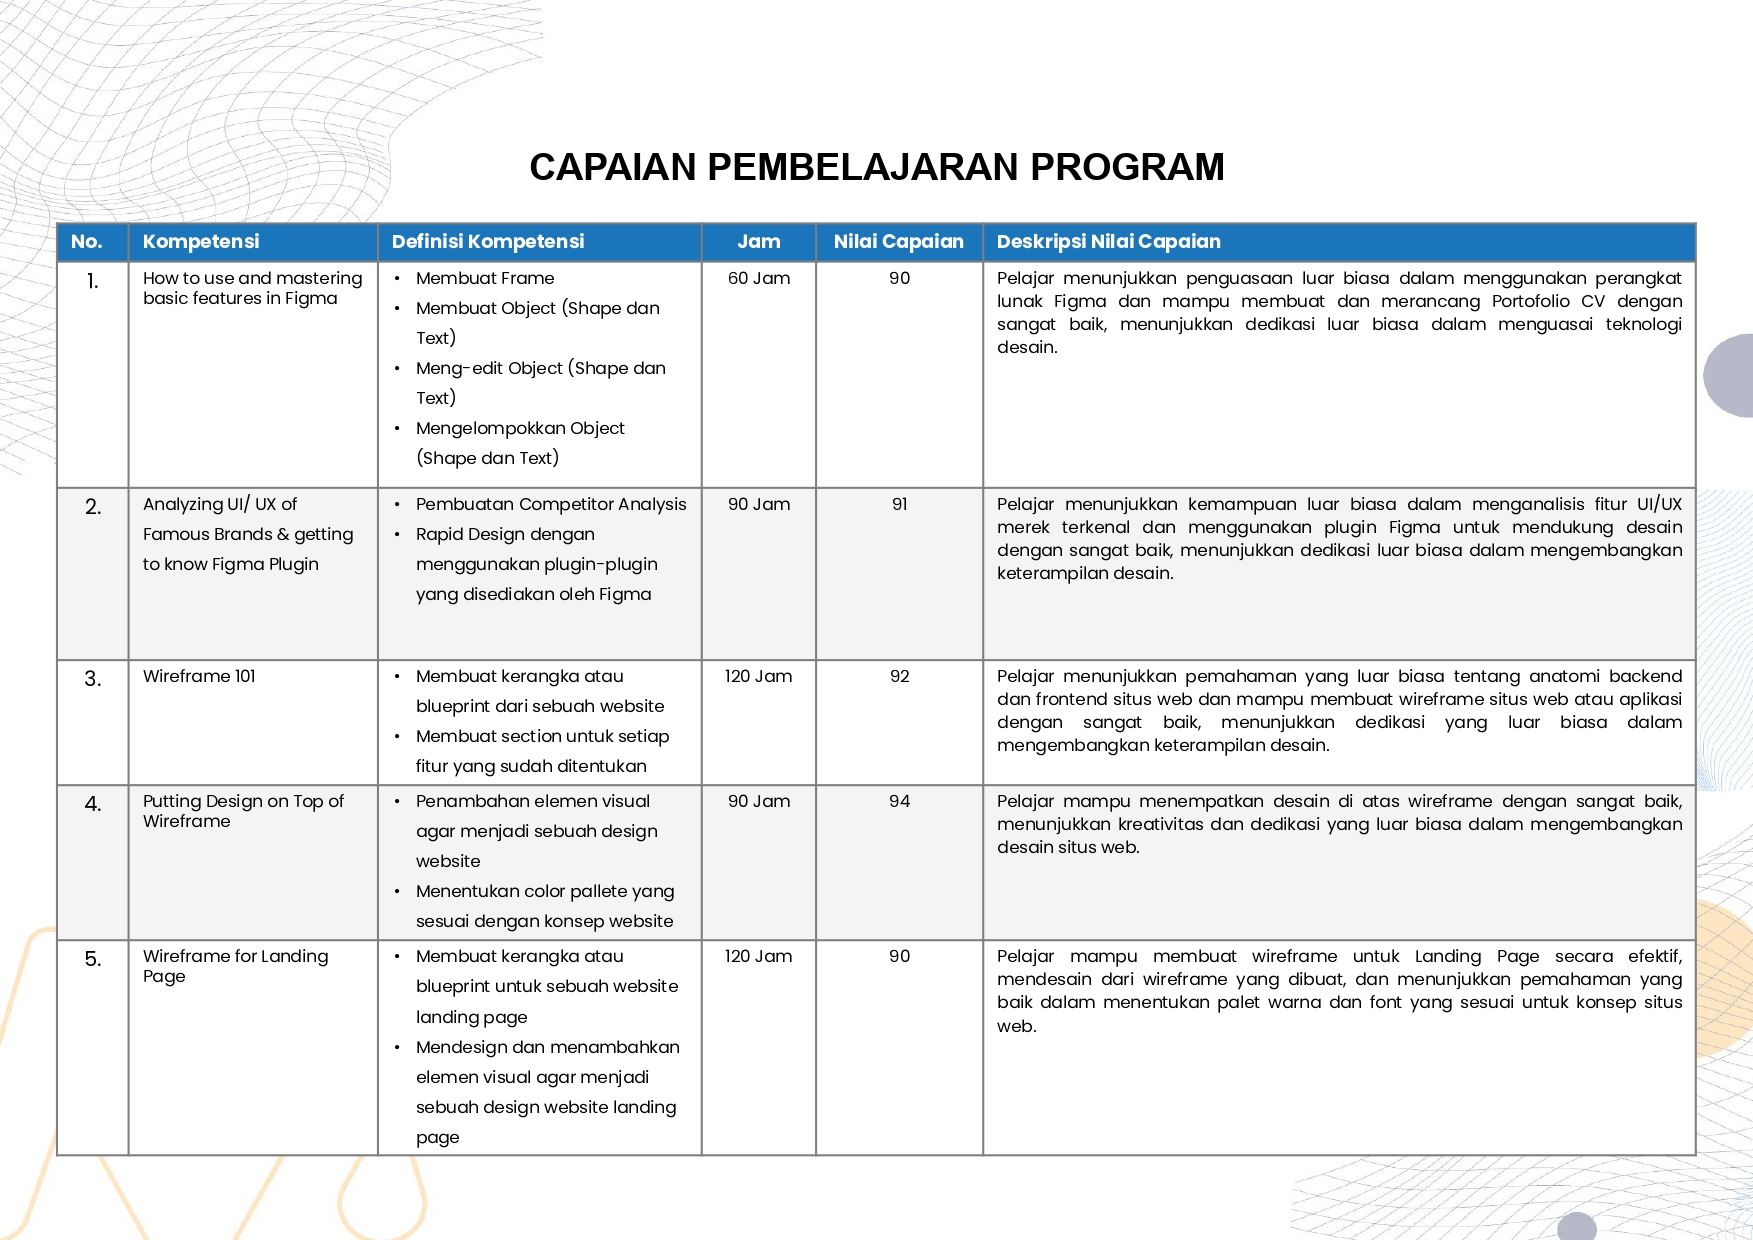 CAPAIAN PEMBELAJARAN PROGRAM
No. Kompetensi Definisi Kompetensi Jam Nilai Capaian Deskripsi Nilai Capaian
1.
How to use and mastering
basic features in Figma
• Membuat Frame
• Membuat Object (Shape dan
Text)
• Meng-edit Object (Shape dan
Text)
• Mengelompokkan Object
(Shape dan Text)
60 Jam
90
Pelajar menunjukkan penguasaan luar biasa dalam menggunakan perangkat
lunak Figma dan mampu membuat dan merancang Portofolio CV dengan
sangat baik, menunjukkan dedikasi luar biasa dalam menguasai teknologi
desain.
2.
Analyzing UI/ UX of
Famous Brands & getting
to know Figma Plugin
• Pembuatan Competitor Analysis
• Rapid Design dengan
menggunakan plugin-plugin
yang disediakan oleh Figma
90 Jam
91
Pelajar menunjukkan kemampuan luar biasa dalam menganalisis fitur UI/UX
merek terkenal dan menggunakan plugin Figma untuk mendukung desain
dengan sangat baik, menunjukkan dedikasi luar biasa dalam mengembangkan
keterampilan desain.
3.
Wireframe 101
• Membuat kerangka atau
blueprint dari sebuah website
• Membuat section untuk setiap
fitur yang sudah ditentukan
120 Jam
92
Pelajar menunjukkan pemahaman yang luar biasa tentang anatomi backend
dan frontend situs web dan mampu membuat wireframe situs web atau aplikasi
dengan sangat baik, menunjukkan dedikasi yang luar biasa dalam
mengembangkan keterampilan desain.
4.
Putting Design on Top of
Wireframe
• Penambahan elemen visual
agar menjadi sebuah design
website
• Menentukan color pallete yang
sesuai dengan konsep website
90 Jam
94
Pelajar mampu menempatkan desain di atas wireframe dengan sangat baik,
menunjukkan kreativitas dan dedikasi yang luar biasa dalam mengembangkan
desain situs web.
5.
Wireframe for Landing
Page
• Membuat kerangka atau
blueprint untuk sebuah website
landing page
• Mendesign dan menambahkan
elemen visual agar menjadi
sebuah design website landing
page
120 Jam
90
Pelajar mampu membuat wireframe untuk Landing Page secara efektif,
mendesain dari wireframe yang dibuat, dan menunjukkan pemahaman yang
baik dalam menentukan palet warna dan font yang sesuai untuk konsep situs
web.